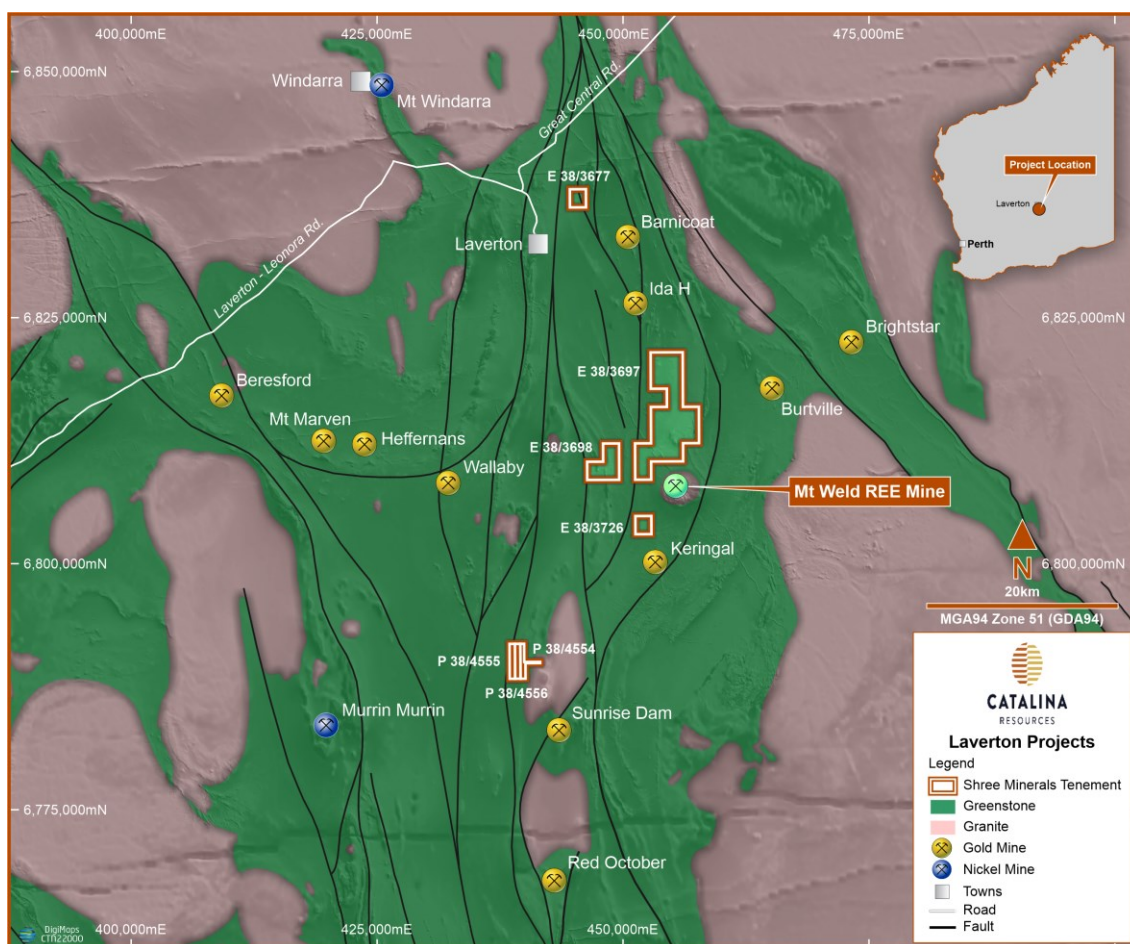 400,000mE
425,000mE
450,000mE
475,000mE
6,850,000mN
Windarra
Mt Windarra
Great Central Rd.
E 38/3677
Project Location
Laverton
Perth
Barnicoat
Laverton
Laverton - Leonora Rd.
Ida H
6,825,000mN
6,825,000mN
Brightstar
E 38/3697
Beresford
Burtville
Mt Marven
Heffernans
E 38/3698
Wallaby
Mt Weld REE Mine
E 38/3726
Keringal
6,800,000mN
6,800,000mN
N
20km
MGA94 Zone 51 (GDA94)
P 38/4554
P 38/4555
P 38/4556
Murrin Murrin
Sunrise Dam
CATALINA
RESOURCES
Laverton Projects
Legend
Shree Minerals Tenement
Greenstone
Granite
Gold Mine
Nickel Mine
Towns
Road
Fault
6,775,000mN
Red October
DigiMaps
CTN22000
400,000mE
425,000mE
450,000mE